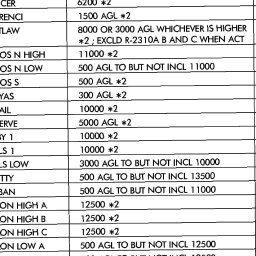 CER 6200 *2
RENCI 1500 AGL *2
TLAW 8000 OR 3000 AGL WHICHEVER IS HIGHER
*2 ; EXCLD R-2310A B AND C WHEN ACT
OS N HIGH 11000 *2
OS N LOW 500 AGL TO BUT NOT INCL 11000
OS S 500 AGL *2
YAS 300 AGL *2
AIL 10000 *2
ERVE 5000 AGL *2
BY 1 10000 *2
LS 1 10000 *2
LS LOW 3000 AGL TO BUT NOT INCL 10000
TTY 500 AGL TO BUT NOT INCL 13500
BAN 500 AGL TO BUT NOT INCL 11000
ON HIGH A 12500 *2
ON HIGH B 12500 *2
ON HIGH C 12500 *2
ON LOW A 500 AGL TO BUT NOT INCL 12500